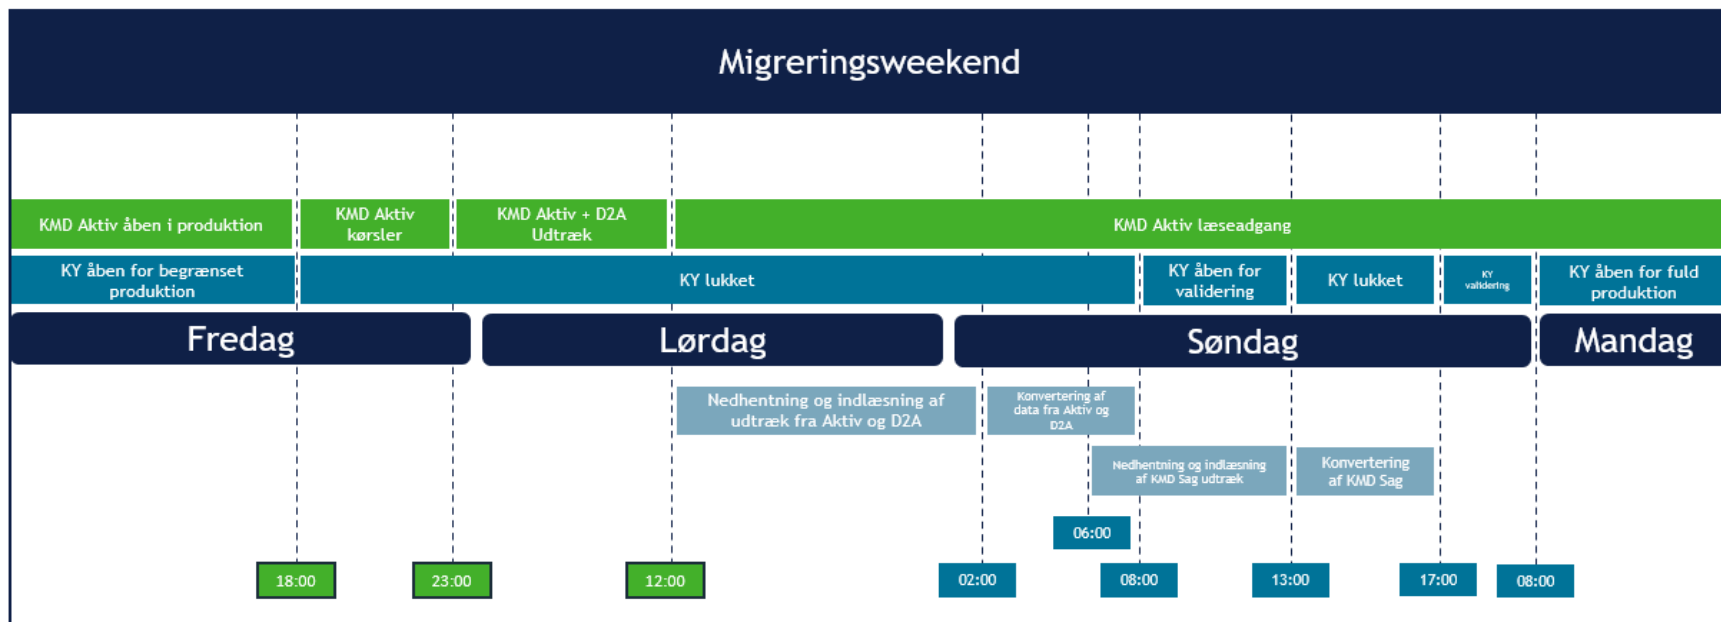 Migreringsweekend
KMD Aktiv åben i produktion
KMD Aktiv
kørsler
KMD Aktiv + D2A
Udtræk
KMD Aktiv læseadgang
KY åben for begrænset
produktion
KY lukket
KY åben for
validering
KY lukket
KY
validering
KY åben for fuld
produktion
Fredag
Lørdag
Søndag
Mandag
Nedhentning og indlæsning af
udtræk fra Aktiv og D2A
Konvertering af
data fra Aktiv og
D2A
Nedhentning og indlæsning
af KMD Sag udtræk
Konvertering
af KMD Sag
06:00
18:00
23:00
12:00
02:00
08:00
13:00
17:00
08:00